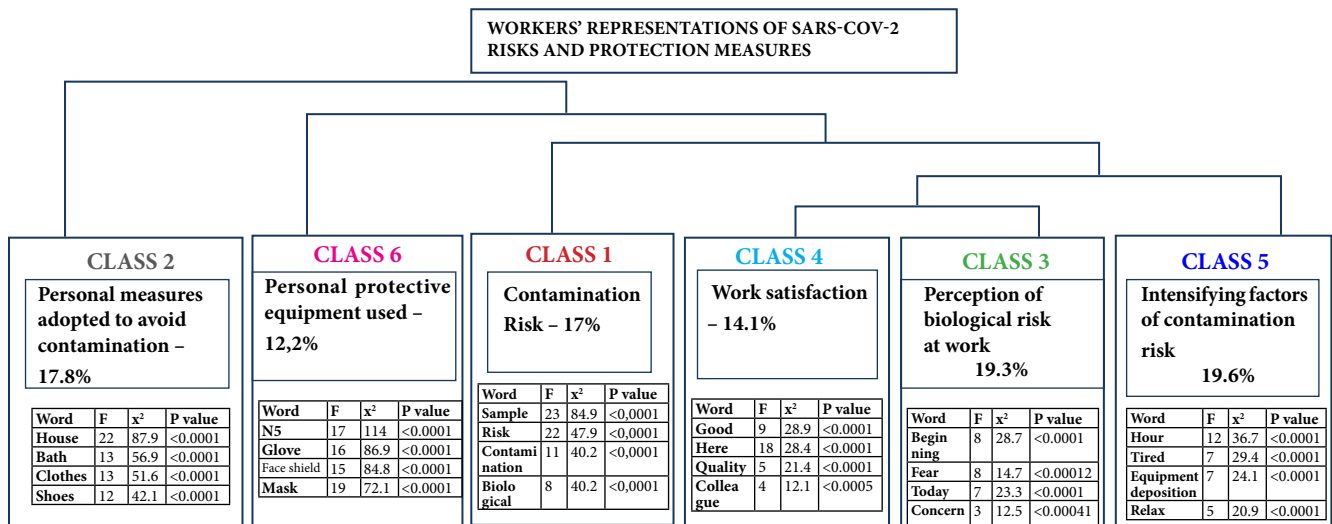 WORKERS' REPRESENTATIONS OF SARS-COV-2
RISKS AND PROTECTION MEASURES
CLASS 2
Personal measures
adopted to avoid
contamination –
17.8%
Word F x² P value
House 22 87.9 <0.0001
Bath 13 56.9 <0.0001
Clothes 13 51.6 <0.0001
Shoes 12 42.1 <0.0001
CLASS 6
Personal protective
equipment used –
12,2%
Word F x² P value
N5 17 114 <0.0001
Glove 16 86.9 <0.0001
Face shield 15 84.8 <0.0001
Mask 19 72.1 <0.0001
CLASS 1
Contamination
Risk – 17%
Word F x² P value
Sample 23 84.9 <0,0001
Risk 22 47.9 <0,0001
Contami 11 40.2 <0,0001
nation
Biolo 8 40.2 <0,0001
gical
CLASS 4
Work satisfaction
– 14.1%
Word F x² P value
Good 9 28.9 <0.0001
Here 18 28.4 <0.0001
Quality 5 21.4 <0.0001
Collea 4 12.1 <0.0005
gue
CLASS 3
Perception of
biological risk
at work
19.3%
Word F x² P value
Begin 8 28.7 <0.0001
ning
Fear 8 14.7 <0.00012
Today 7 23.3 <0.0001
Concern 3 12.5 <0.00041
CLASS 5
Intensifying factors
of contamination
risk
19.6%
Word F x² P value
Hour 12 36.7 <0.0001
Tired 7 29.4 <0.0001
Equipment 7 24.1 <0.0001
deposition
Relax 5 20.9 <0.0001